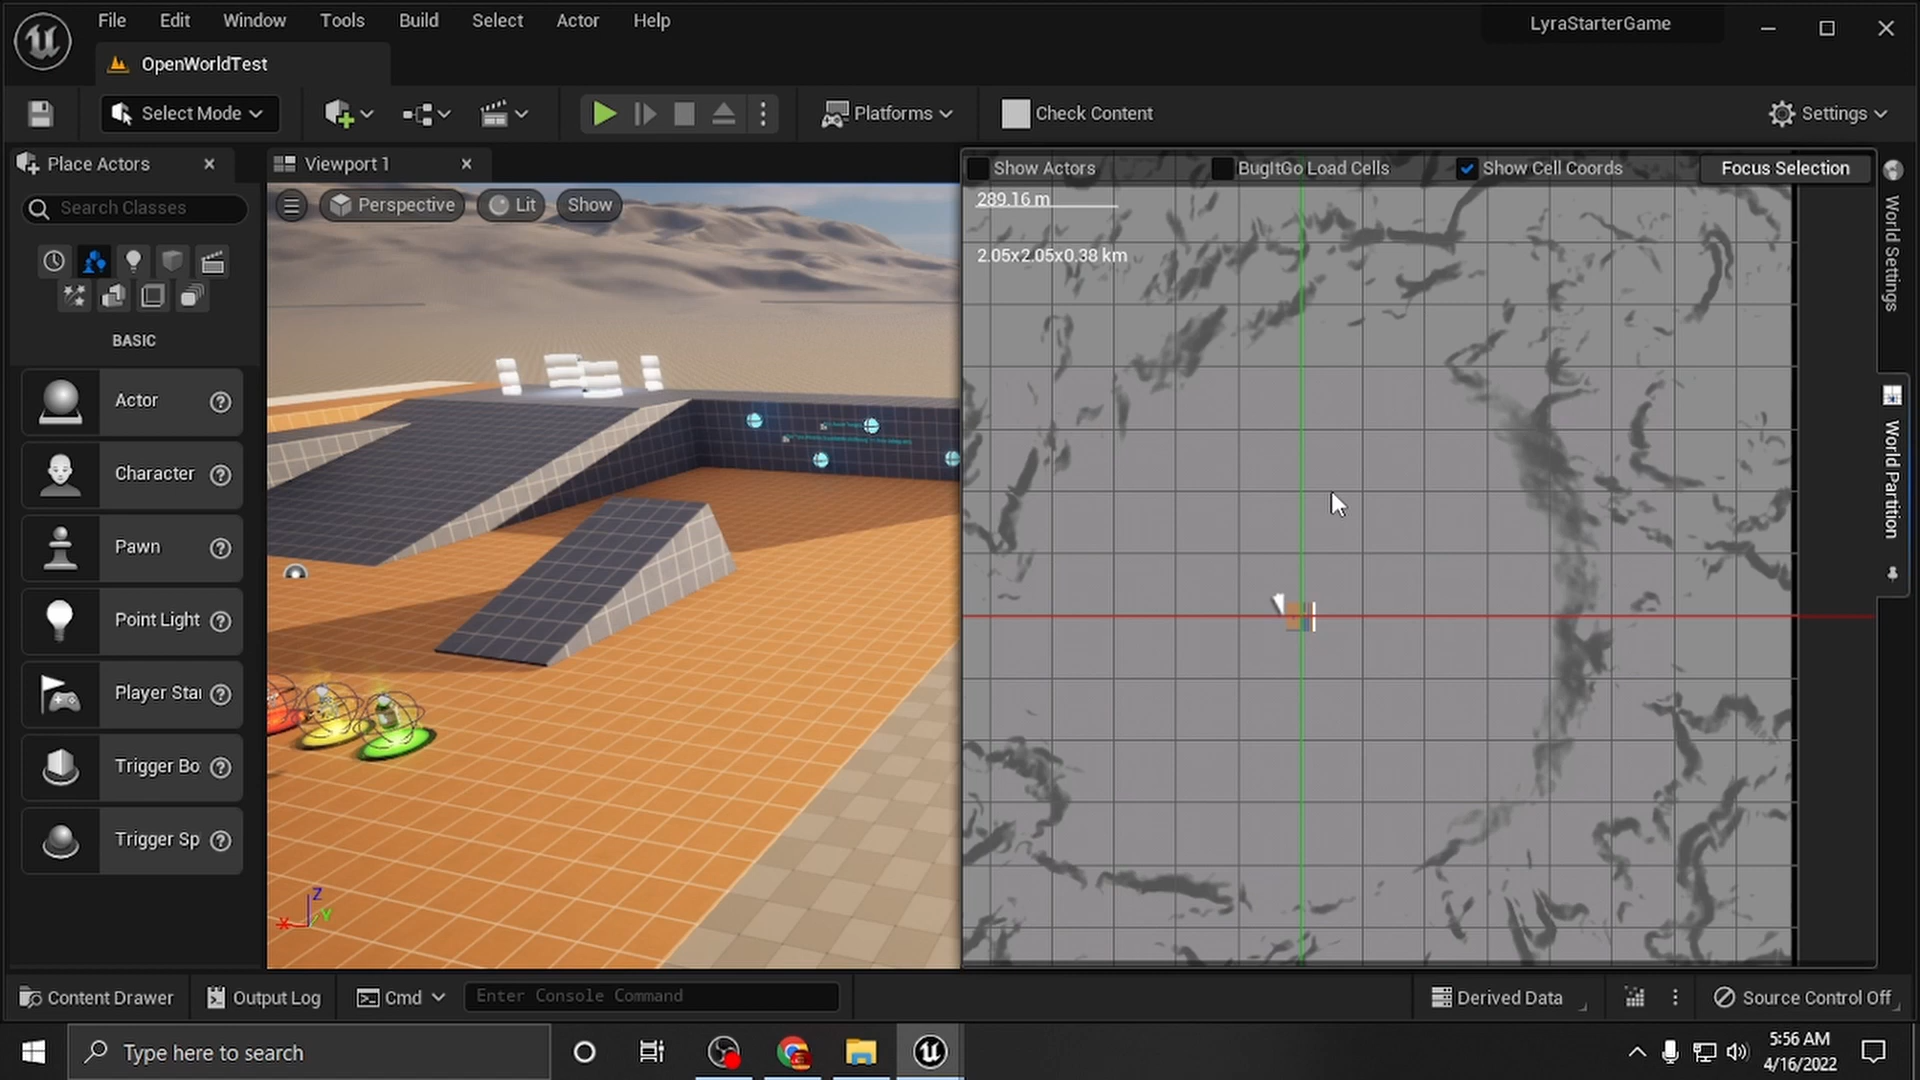 File Edit Window Tools Build Select Actor Help
LyraStarterGame
OpenWorldTest
Select Mode
Platforms
Check Content
Settings
Place Actors
Viewport 1
Search Classes
BASIC
Actor
Character
Pawn
Point Light
Player Star
Trigger Bo
Trigger Sp
Perspective
Lit
Show
Z
X
Y
Show Actors
BugItGo Load Cells
Show Cell Coords
Focus Selection
289.16 m
2.05x2.05x0.38 km
World Settings
World Partition
Content Drawer
Output Log
Cmd
Enter Console Command
Derived Data
Source Control Off
Type here to search
5:56 AM
4/16/2022